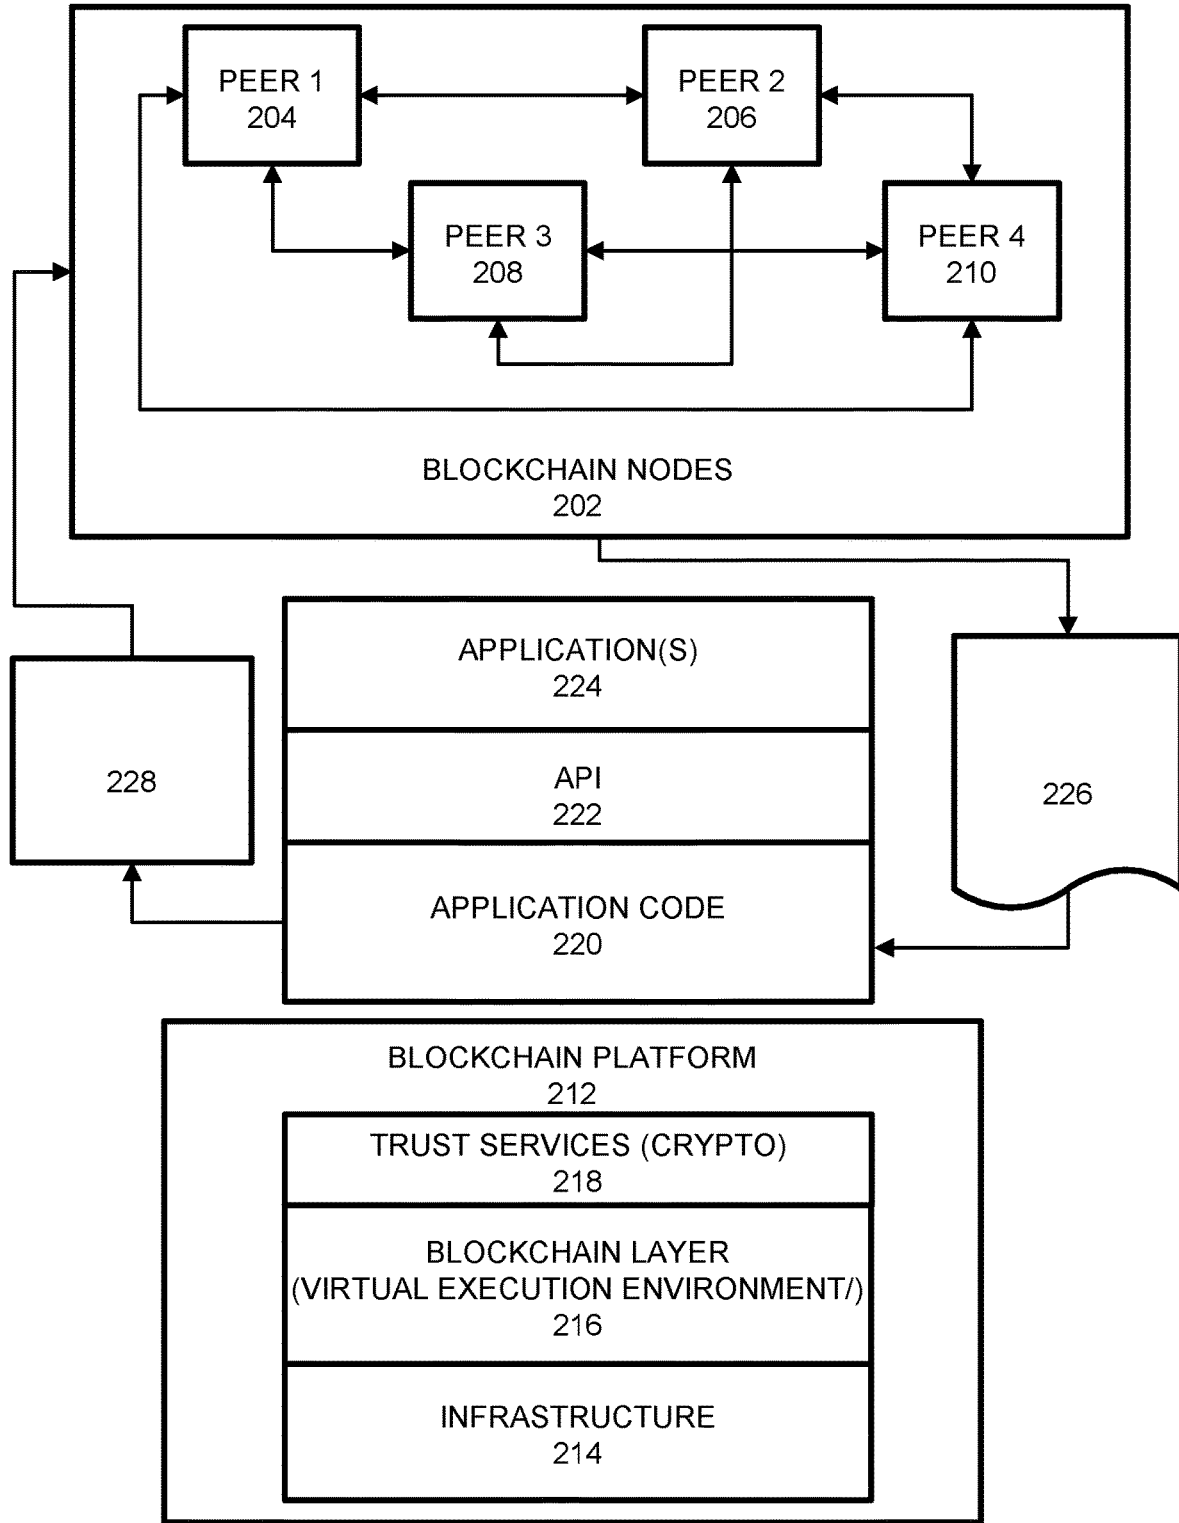 PEER 1
204
PEER 2
206
PEER 3
208
PEER 4
210
BLOCKCHAIN NODES
202
APPLICATION(S)
224
API
222
APPLICATION CODE
220
228
226
BLOCKCHAIN PLATFORM
212
TRUST SERVICES (CRYPTO)
218
BLOCKCHAIN LAYER
(VIRTUAL EXECUTION ENVIRONMENT/)
216
INFRASTRUCTURE
214